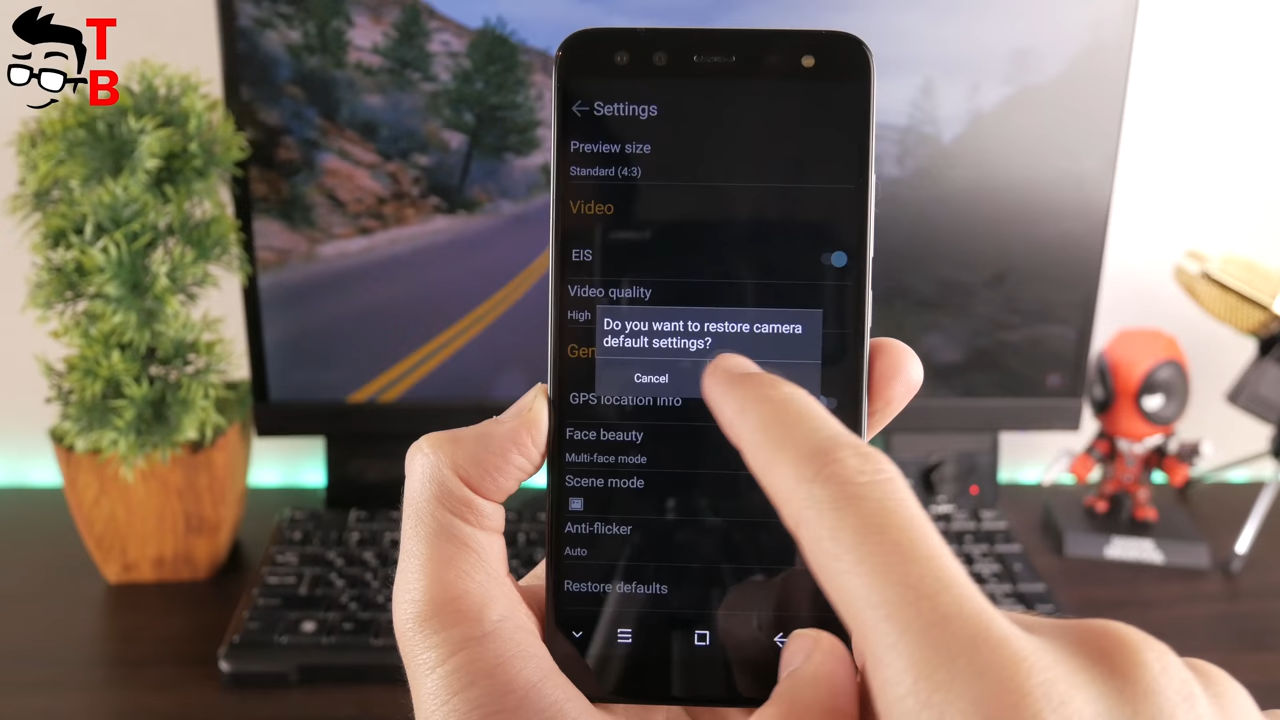 T
B
Settings
Preview size
Standard (4:3)
Video
EIS
Video quality
High
Do you want to restore camera
default settings?
Cancel
GPS location info
Face beauty
Multi-face mode
Scene mode
Anti-flicker
Auto
Restore defaults